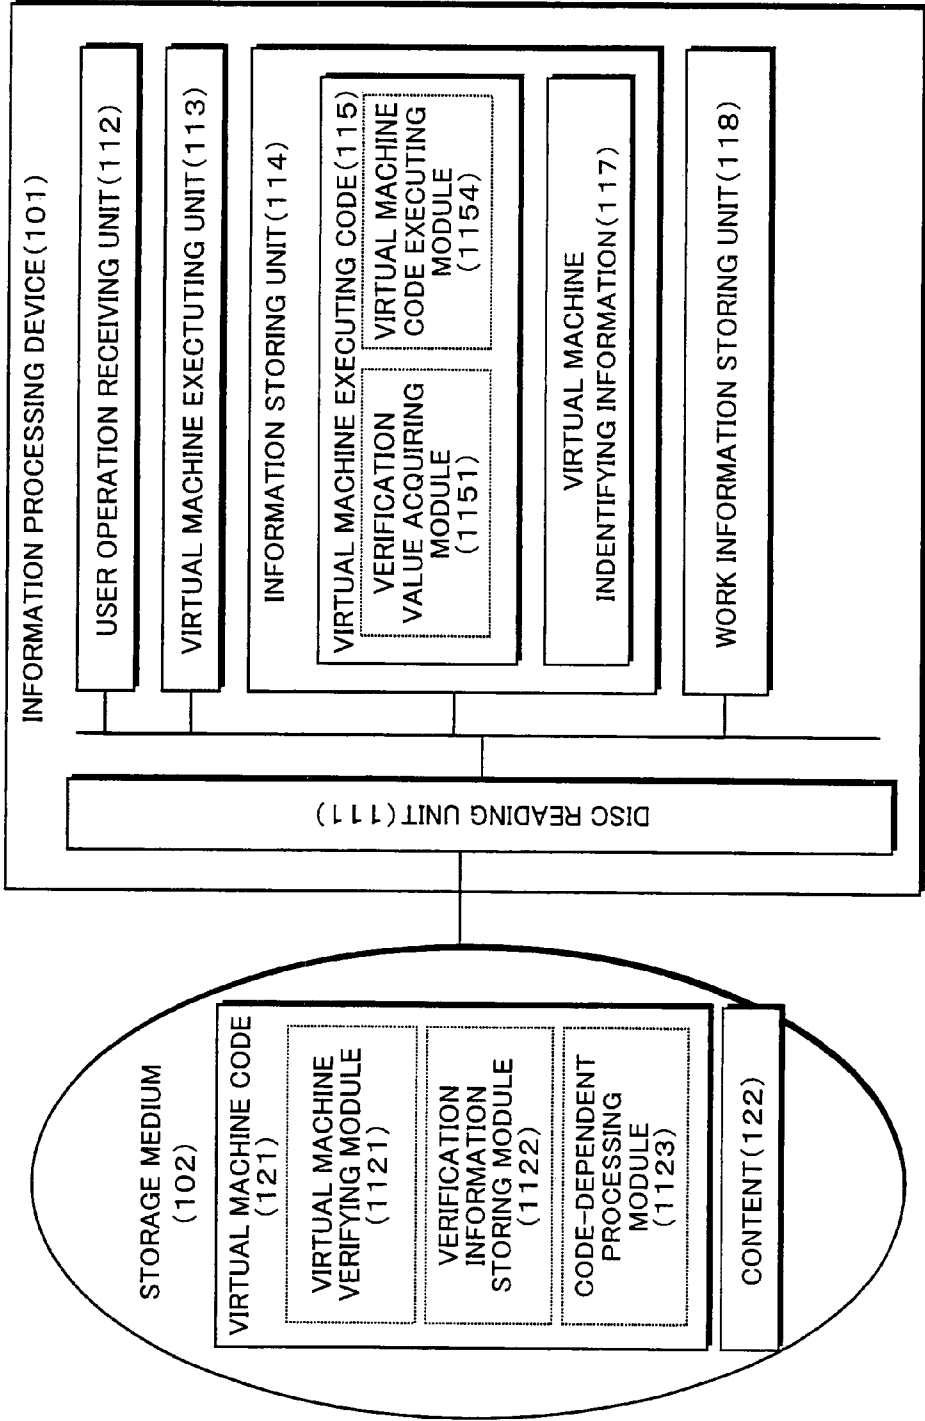 STORAGE MEDIUM
(102)
VIRTUAL MACHINE CODE
(121)
VIRTUAL MACHINE
VERIFYING MODULE
(1121)
VERIFICATION
INFORMATION
STORING MODULE
(1122)
CODE-DEPENDENT
PROCESSING
MODULE
(1123)
CONTENT(122)
INFORMATION PROCESSING DEVICE(101)
DISC READING UNIT(111)
USER OPERATION RECEIVING UNIT(112)
VIRTUAL MACHINE EXECTUTING UNIT(113)
INFORMATION STORING UNIT(114)
VIRTUAL MACHINE EXECUTING CODE(115)
VERIFICATION
VALUE ACQUIRING
MODULE
(1151)
VIRTUAL MACHINE
CODE EXECUTING
MODULE
(1154)
VIRTUAL MACHINE
INDENTIFYING INFORMATION(117)
WORK INFORMATION STORING UNIT(118)